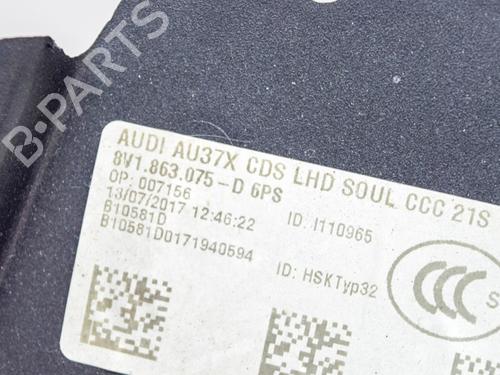 B-PARTS
AUDI AU37X CDS LHD SOUL CCC 21S
8V1.863.075-D 6PS
OP: 007156
13/07/2017 12:46:22 ID: I110965
B10581D
B10581D0171940594 ID: HSKTyp32
CCC S